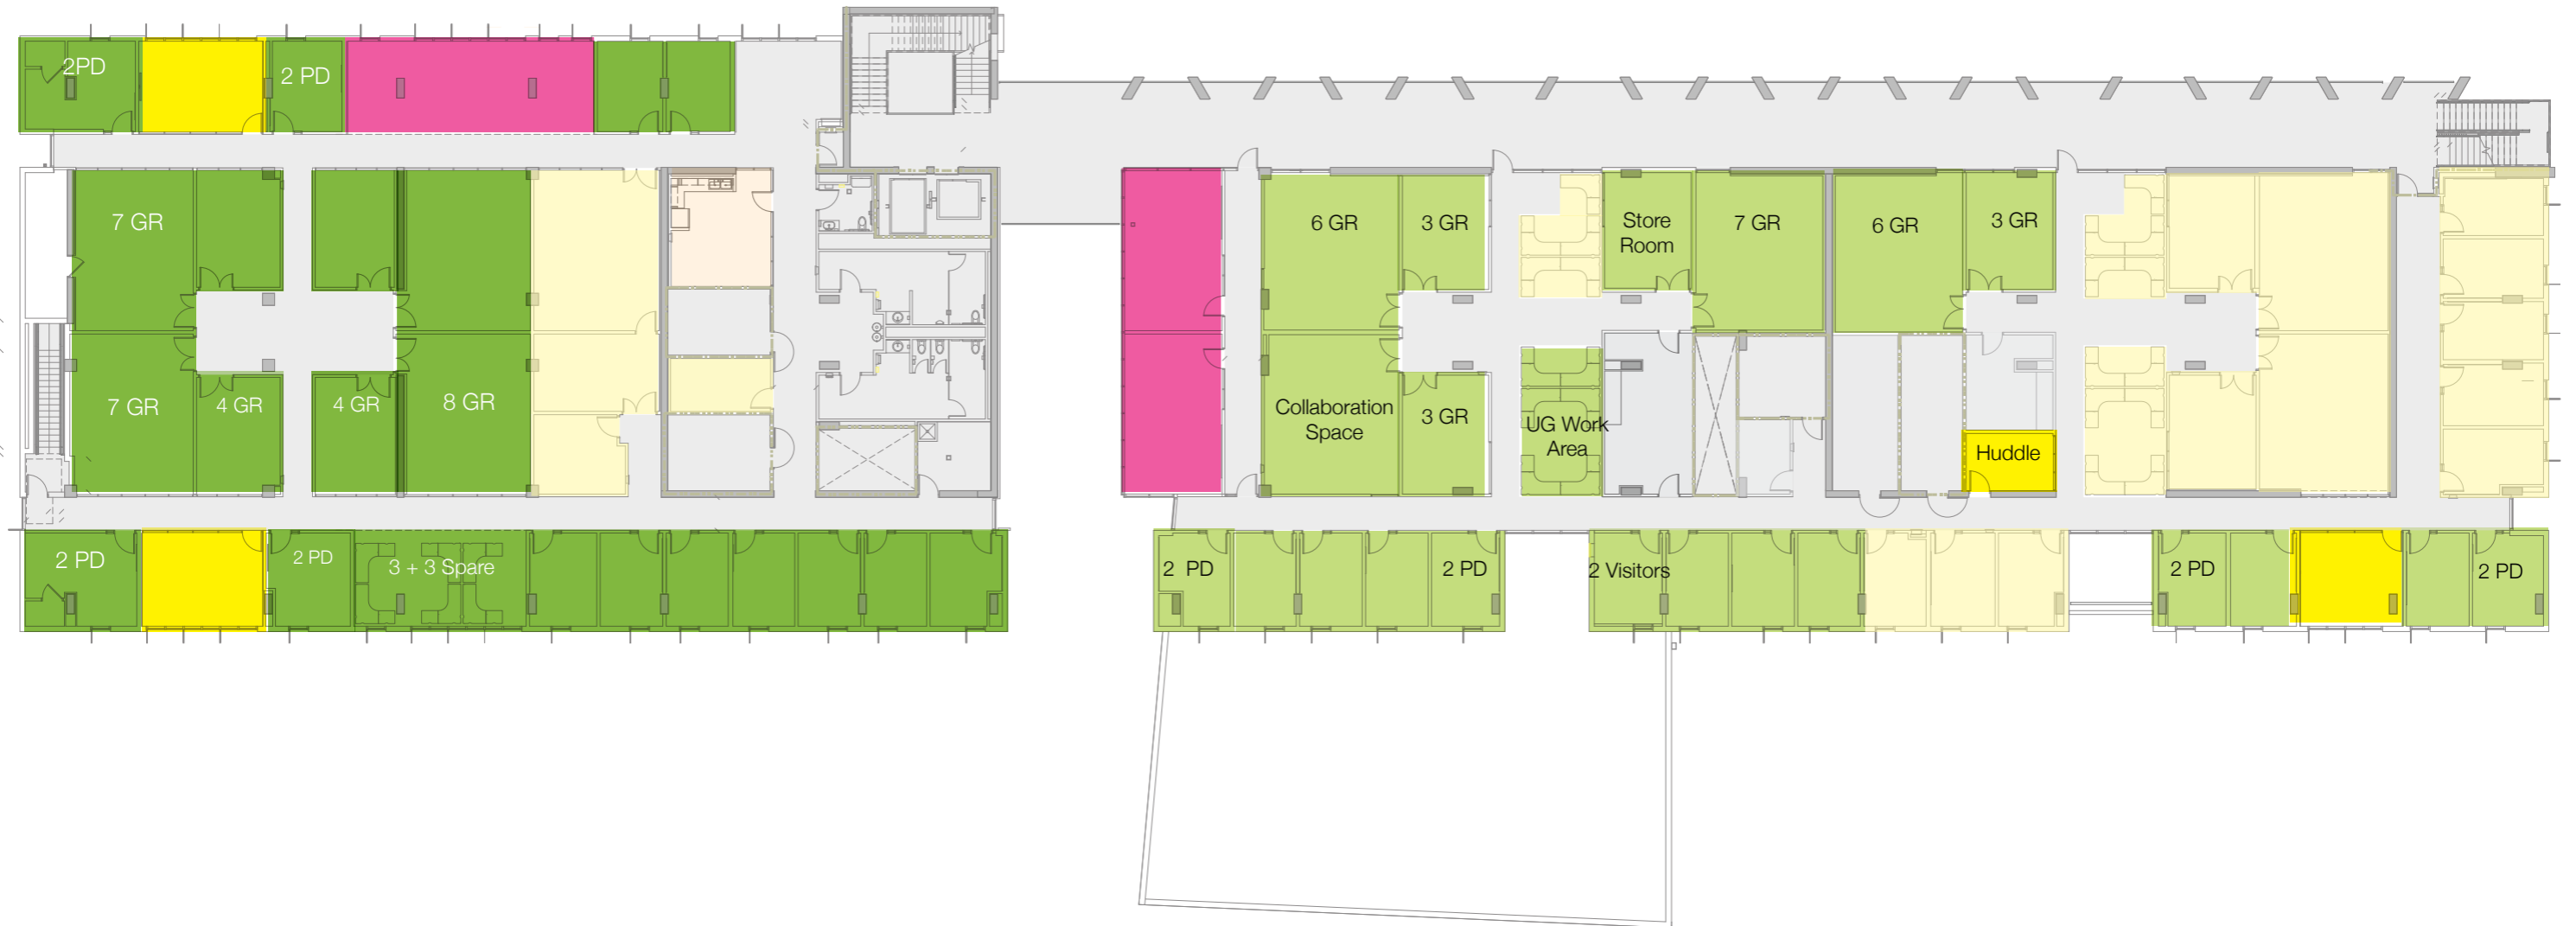 2PD
2 PD
7 GR
6 GR
3 GR
Store
Room
7 GR
6 GR
3 GR
7 GR
4 GR
4 GR
8 GR
Collaboration
Space
3 GR
UG Work
Area
Huddle
2 PD
2 PD
3 + 3 Spare
2 PD
2 PD
2 Visitors
2 PD
2 PD